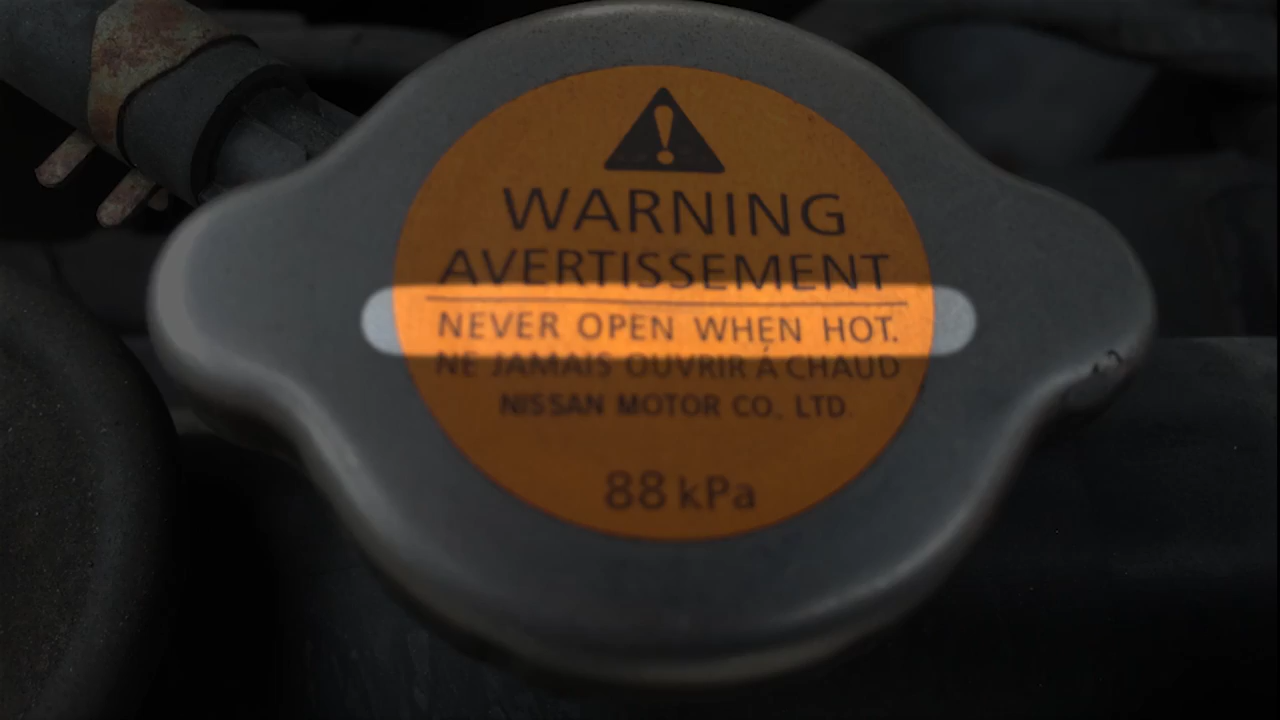 WARNING
AVERTISSEMENT
NEVER OPEN WHEN HOT.
NE JAMAIS OUVRIR À CHAUD
NISSAN MOTOR CO., LTD.
88 kPa